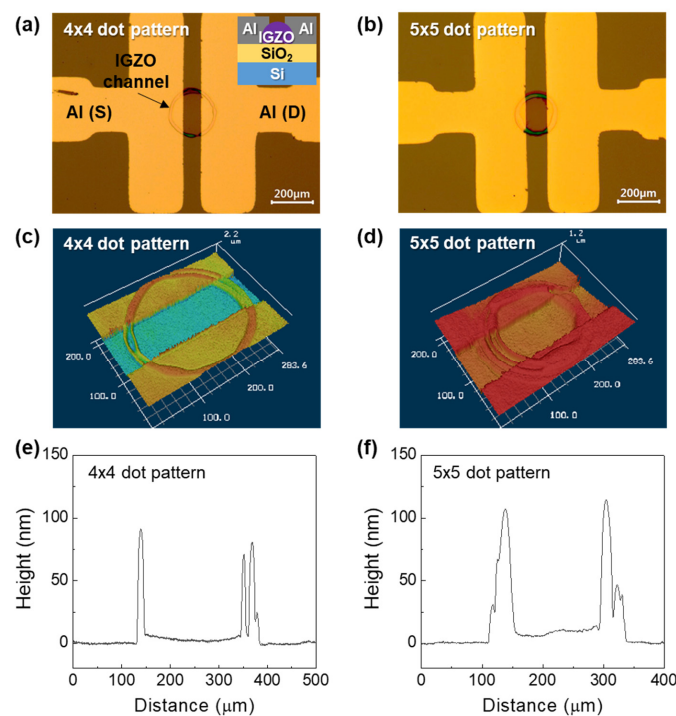 (a)
4x4 dot pattern
Al
Al
IGZO
SiO2
Si
IGZO
channel
Al (S)
Al (D)
200µm
(b)
5x5 dot pattern
200µm
(c)
4x4 dot pattern
2.2
µm
200.0
100.0
100.0
200.0
283.6
(d)
5x5 dot pattern
1.2
µm
200.0
100.0
100.0
200.0
283.6
(e)
4x4 dot pattern
150
100
50
0
Height (nm)
0 100 200 300 400 500
Distance (µm)
(f)
5x5 dot pattern
150
100
50
0
Height (nm)
0 100 200 300 400
Distance (µm)